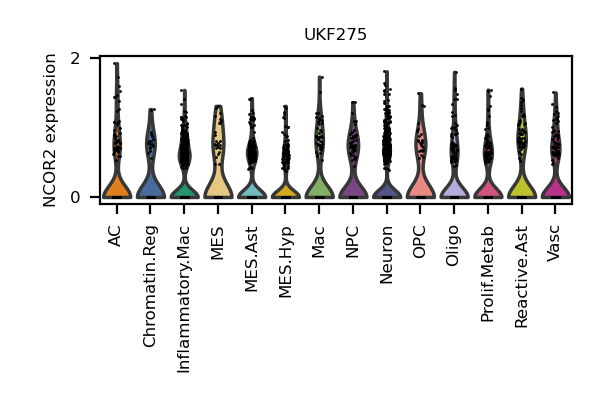 UKF275
NCOR2 expression
2
0
AC
Chromatin.Reg
Inflammatory.Mac
MES
MES.Ast
MES.Hyp
Mac
NPC
Neuron
OPC
Oligo
Prolif.Metab
Reactive.Ast
Vasc